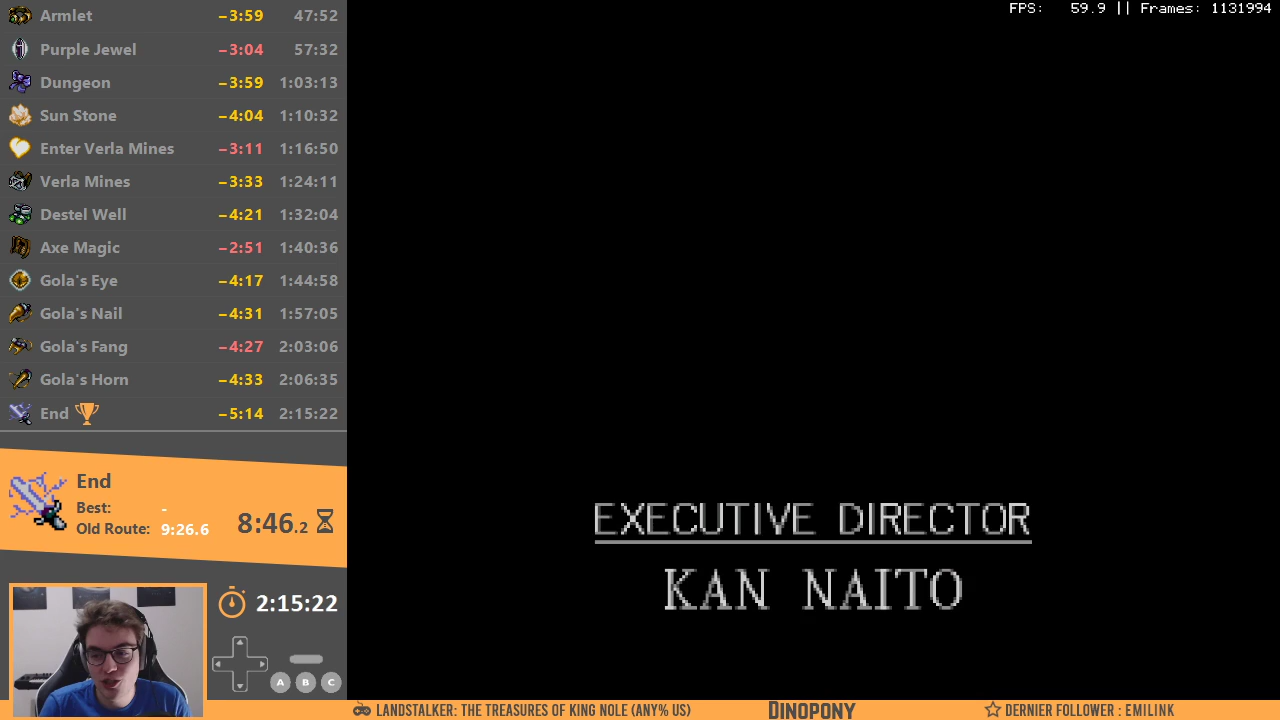 FPS: 59.9 || Frames: 1131994
Armlet −3:59 47:52
Purple Jewel −3:04 57:32
Dungeon −3:59 1:03:13
Sun Stone −4:04 1:10:32
Enter Verla Mines −3:11 1:16:50
Verla Mines −3:33 1:24:11
Destel Well −4:21 1:32:04
Axe Magic −2:51 1:40:36
Gola's Eye −4:17 1:44:58
Gola's Nail −4:31 1:57:05
Gola's Fang −4:27 2:03:06
Gola's Horn −4:33 2:06:35
End −5:14 2:15:22
End
Best: -
Old Route: 9:26.6
8:46.2
2:15:22
A B C
EXECUTIVE DIRECTOR
KAN NAITO
LANDSTALKER: THE TREASURES OF KING NOLE (ANY% US)
DINOPONY
DERNIER FOLLOWER : EMILINK